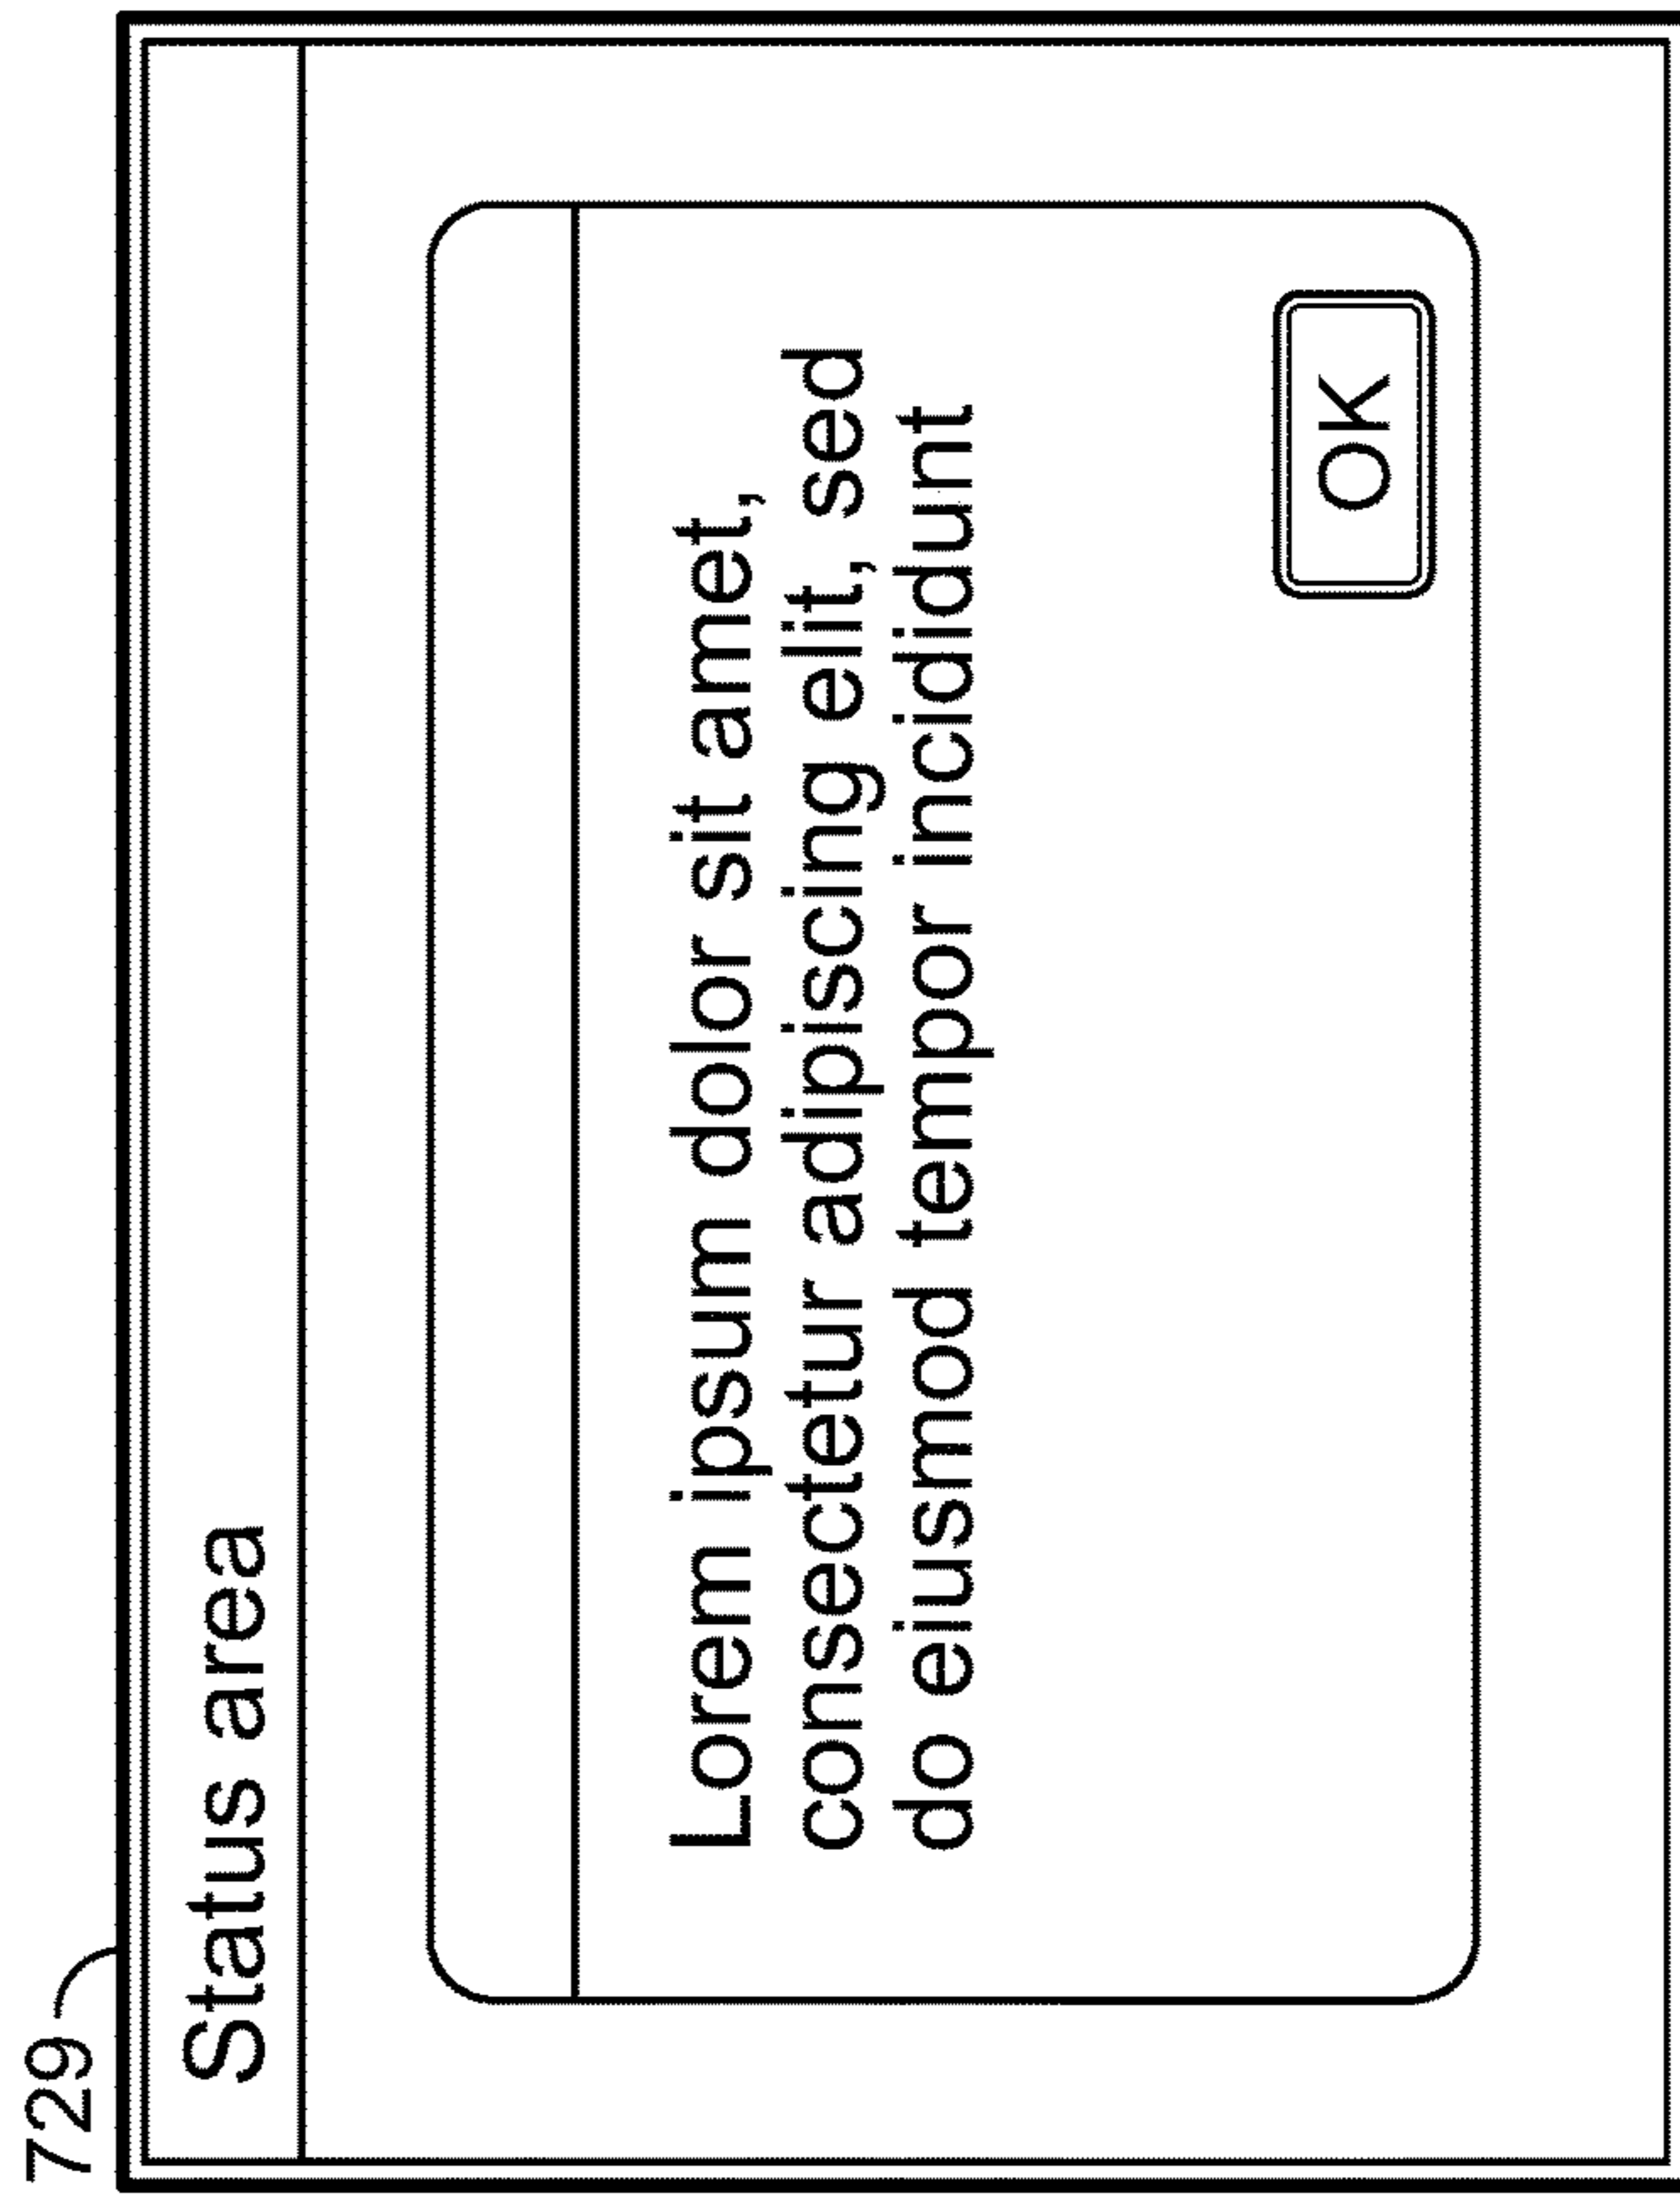 729
Status area
Lorem ipsum dolor sit amet,
consectetur adipiscing elit, sed
do eiusmod tempor incididunt
OK